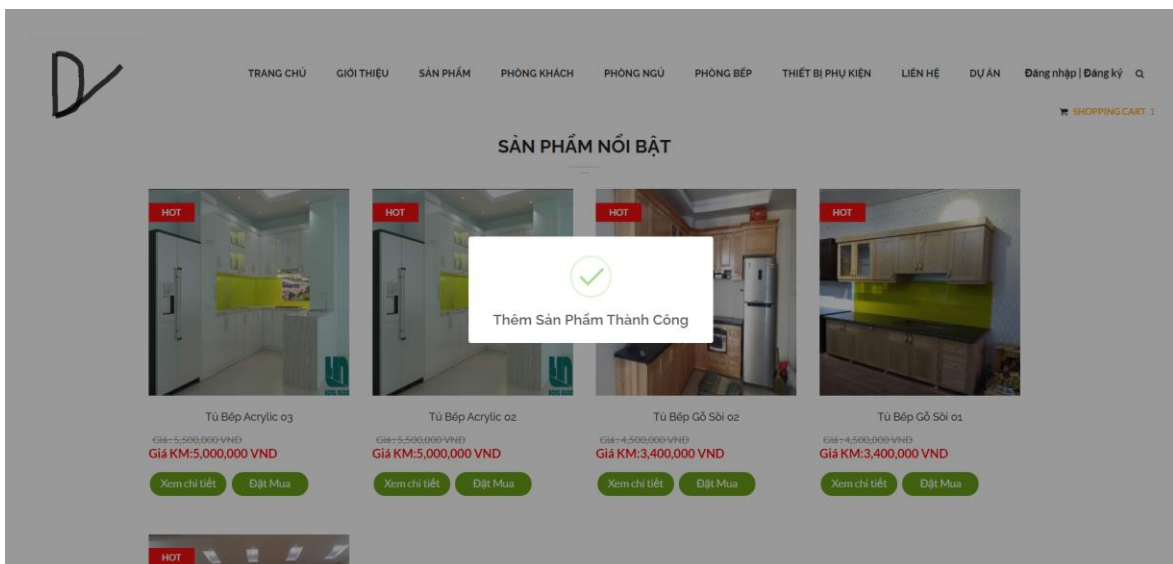 DV
TRANG CHỦ GIỚI THIỆU SẢN PHẨM PHÒNG KHÁCH PHÒNG NGỦ PHÒNG BẾP THIẾT BỊ PHỤ KIỆN LIÊN HỆ DỰ ÁN Đăng nhập | Đăng ký
SHOPPING CART 1
SẢN PHẨM NỔI BẬT
HOT HOT HOT HOT
Thêm Sản Phẩm Thành Công
Tủ Bếp Acrylic 03 Tủ Bếp Acrylic 02 Tủ Bếp Gỗ Sồi 02 Tủ Bếp Gỗ Sồi 01
Giá : 5,500,000 VND Giá : 5,500,000 VND Giá : 4,500,000 VND Giá : 4,500,000 VND
Giá KM:5,000,000 VND Giá KM:5,000,000 VND Giá KM:3,400,000 VND Giá KM:3,400,000 VND
Xem chi tiết Đặt Mua Xem chi tiết Đặt Mua Xem chi tiết Đặt Mua Xem chi tiết Đặt Mua
HOT